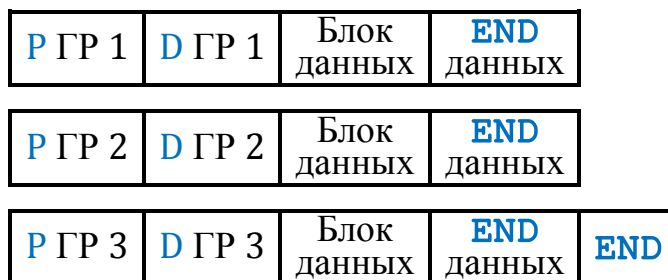 P ГР 1 D ГР 1 Блок данных END данных
P ГР 2 D ГР 2 Блок данных END данных
P ГР 3 D ГР 3 Блок данных END данных END